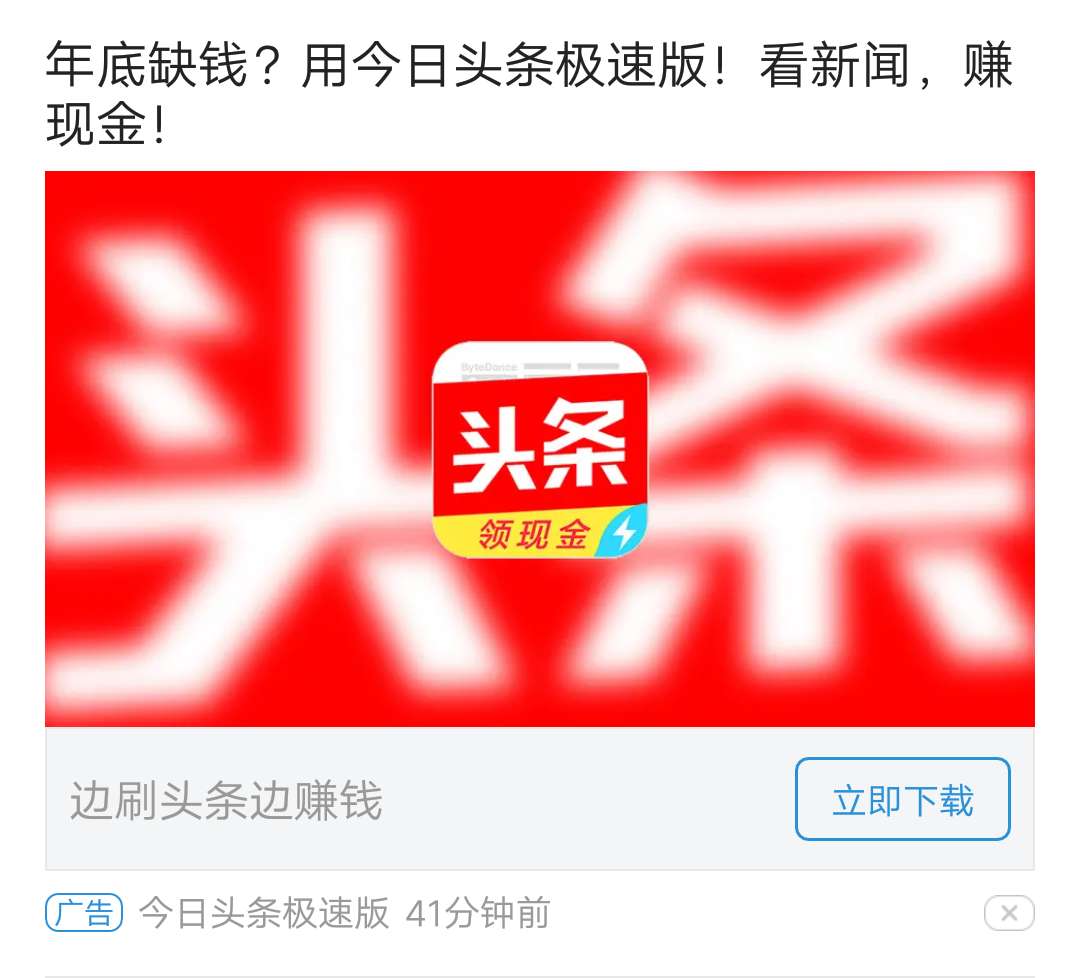 年底缺钱？用今日头条极速版！看新闻，赚
现金！
头条
ByteDance
头条
领现金
边刷头条边赚钱
立即下载
广告 今日头条极速版 41分钟前